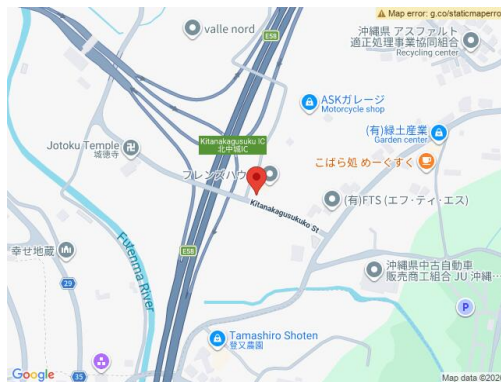 Map error: g.co/staticmaperro
valle nord
E58
沖縄県 アスファルト
適正処理事業協同組合
Recycling center
ASKガレージ
Motorcycle shop
(有)緑土産業
Garden center
Kitanakagusuku IC
北中城IC
Jotoku Temple
城徳寺
フレンズハウ
こばら処 めーぐすく
Kitanakagusukuko St
(有)FTS (エフ・ティ・エス)
Futenma River
E58
幸せ地蔵
29
沖縄県中古自動車
販売商工組合 JU 沖縄...
P
Tamashiro Shoten
登又農園
Google
35
Map data ©202